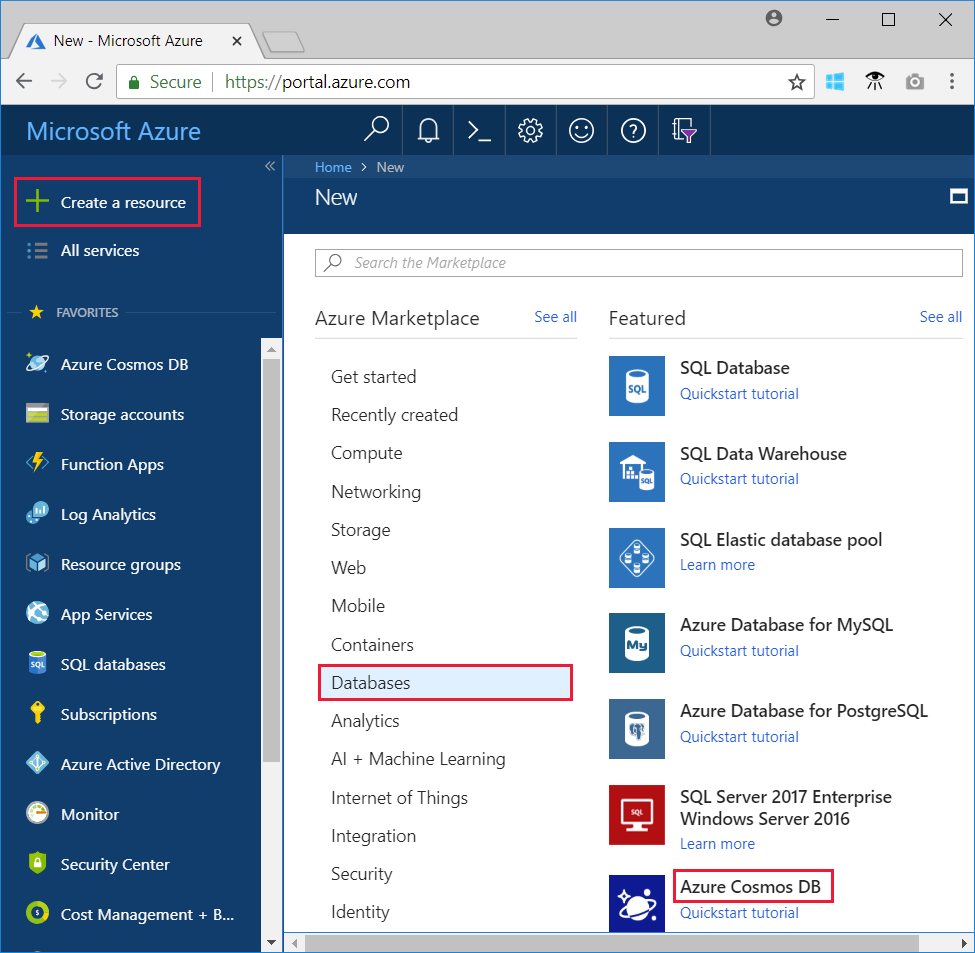 New - Microsoft Azure
Secure
https://portal.azure.com
Microsoft Azure
Create a resource
All services
FAVORITES
Azure Cosmos DB
Storage accounts
Function Apps
Log Analytics
Resource groups
App Services
SQL
SQL databases
Subscriptions
Azure Active Directory
Monitor
Security Center
Cost Management + B...
Home > New
New
Search the Marketplace
Azure Marketplace
See all
Get started
Recently created
Compute
Networking
Storage
Web
Mobile
Containers
Databases
Analytics
AI + Machine Learning
Internet of Things
Integration
Security
Identity
Featured
See all
SQL
SQL Database
Quickstart tutorial
SQL
SQL Data Warehouse
Quickstart tutorial
SQL Elastic database pool
Learn more
My
Azure Database for MySQL
Quickstart tutorial
Azure Database for PostgreSQL
Quickstart tutorial
SQL
SQL Server 2017 Enterprise
Windows Server 2016
Learn more
Azure Cosmos DB
Quickstart tutorial